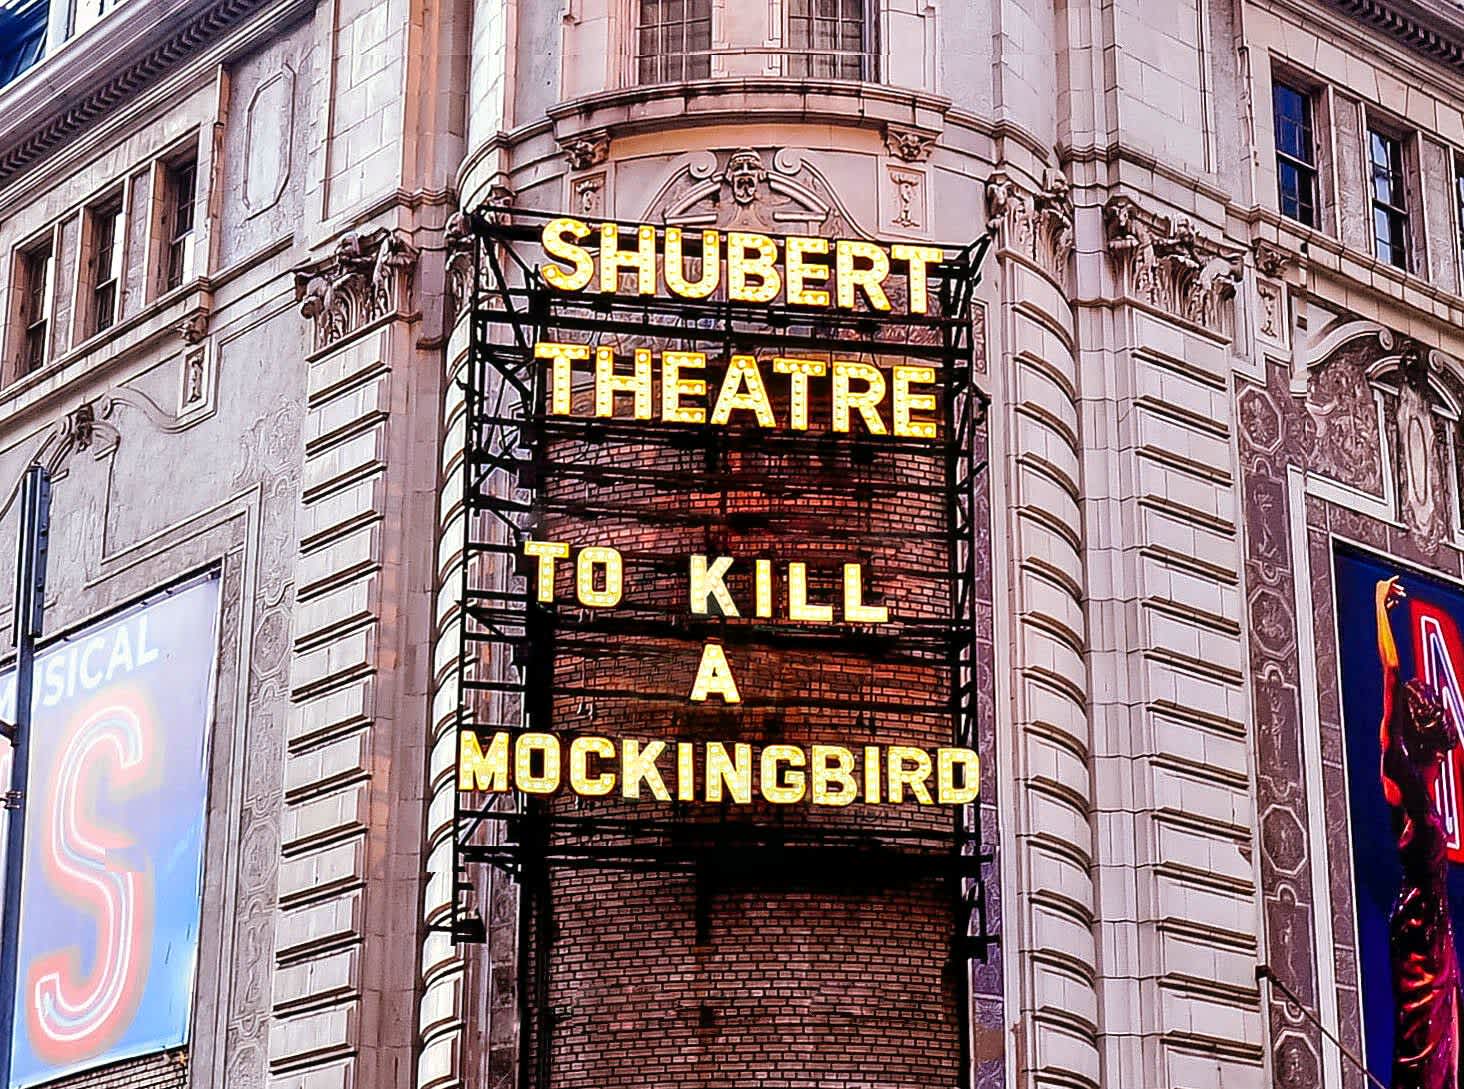 SHUBERT
THEATRE
TO KILL
A
MOCKINGBIRD
MUSICAL
S